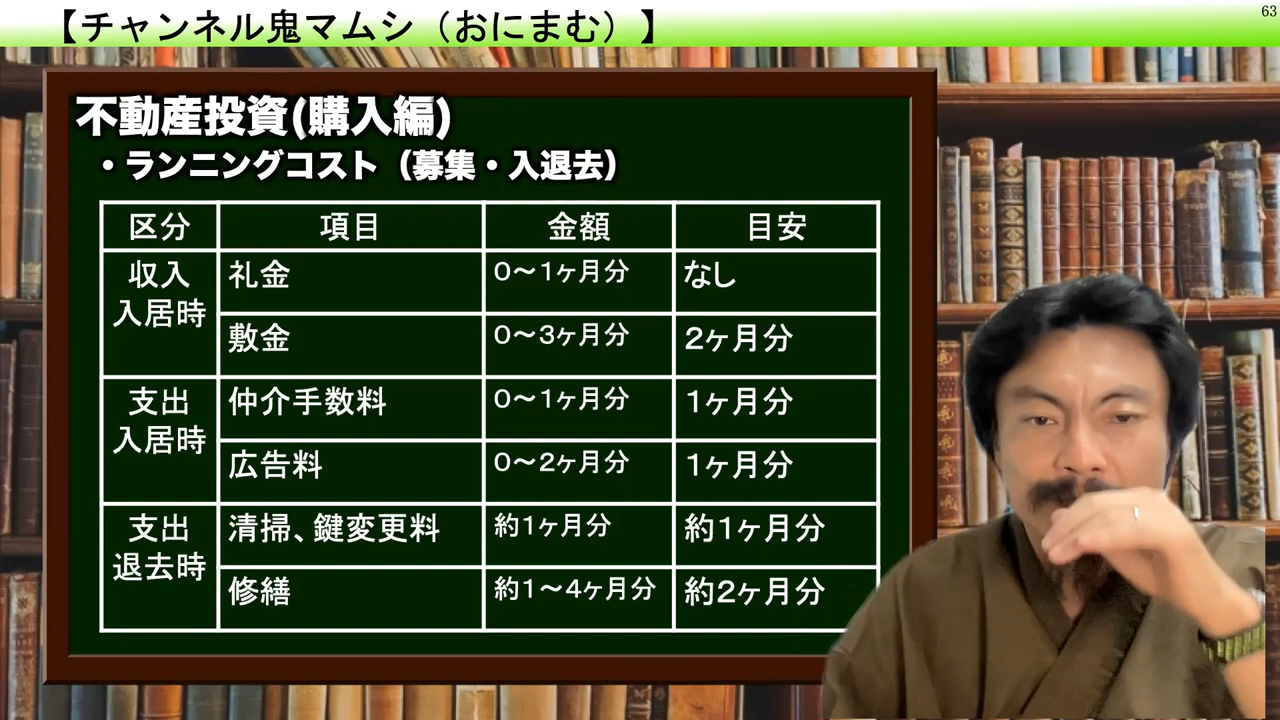 【チャンネル鬼マムシ（おにまむ）】
63
不動産投資(購入編)
・ランニングコスト（募集・入退去）
区分 項目 金額 目安
収入 入居時 礼金 0～1ヶ月分 なし
敷金 0～3ヶ月分 2ヶ月分
支出 入居時 仲介手数料 0～1ヶ月分 1ヶ月分
広告料 0～2ヶ月分 1ヶ月分
支出 退去時 清掃、鍵変更料 約1ヶ月分 約1ヶ月分
修繕 約1～4ヶ月分 約2ヶ月分